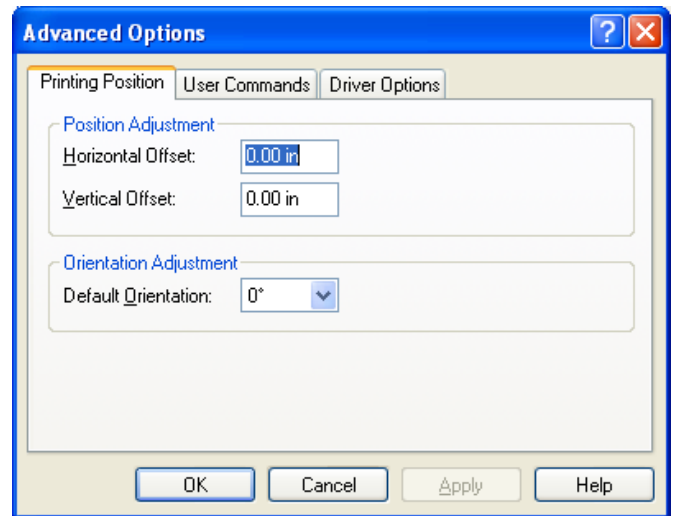 Advanced Options
Printing Position User Commands Driver Options
Position Adjustment
Horizontal Offset: 0.00 in
Vertical Offset: 0.00 in
Orientation Adjustment
Default Orientation: 0°
OK Cancel Apply Help